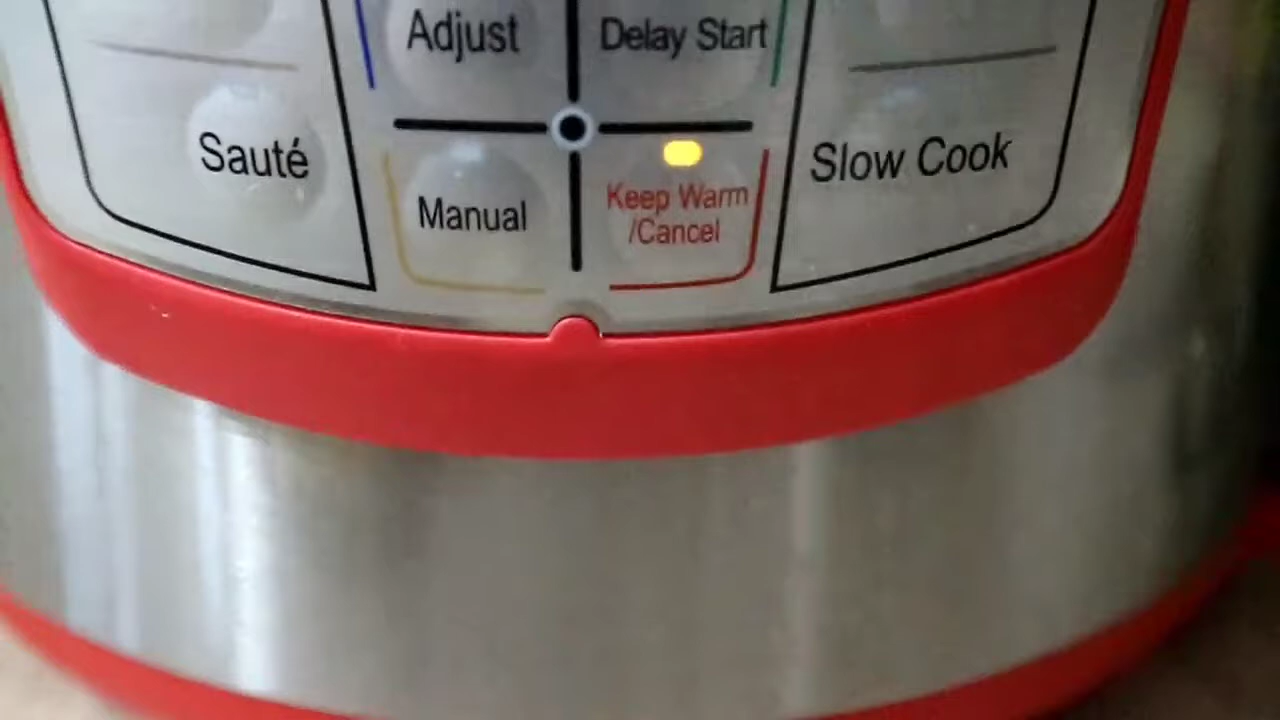 Adjust
Delay Start
Sauté
Manual
Keep Warm
/Cancel
Slow Cook